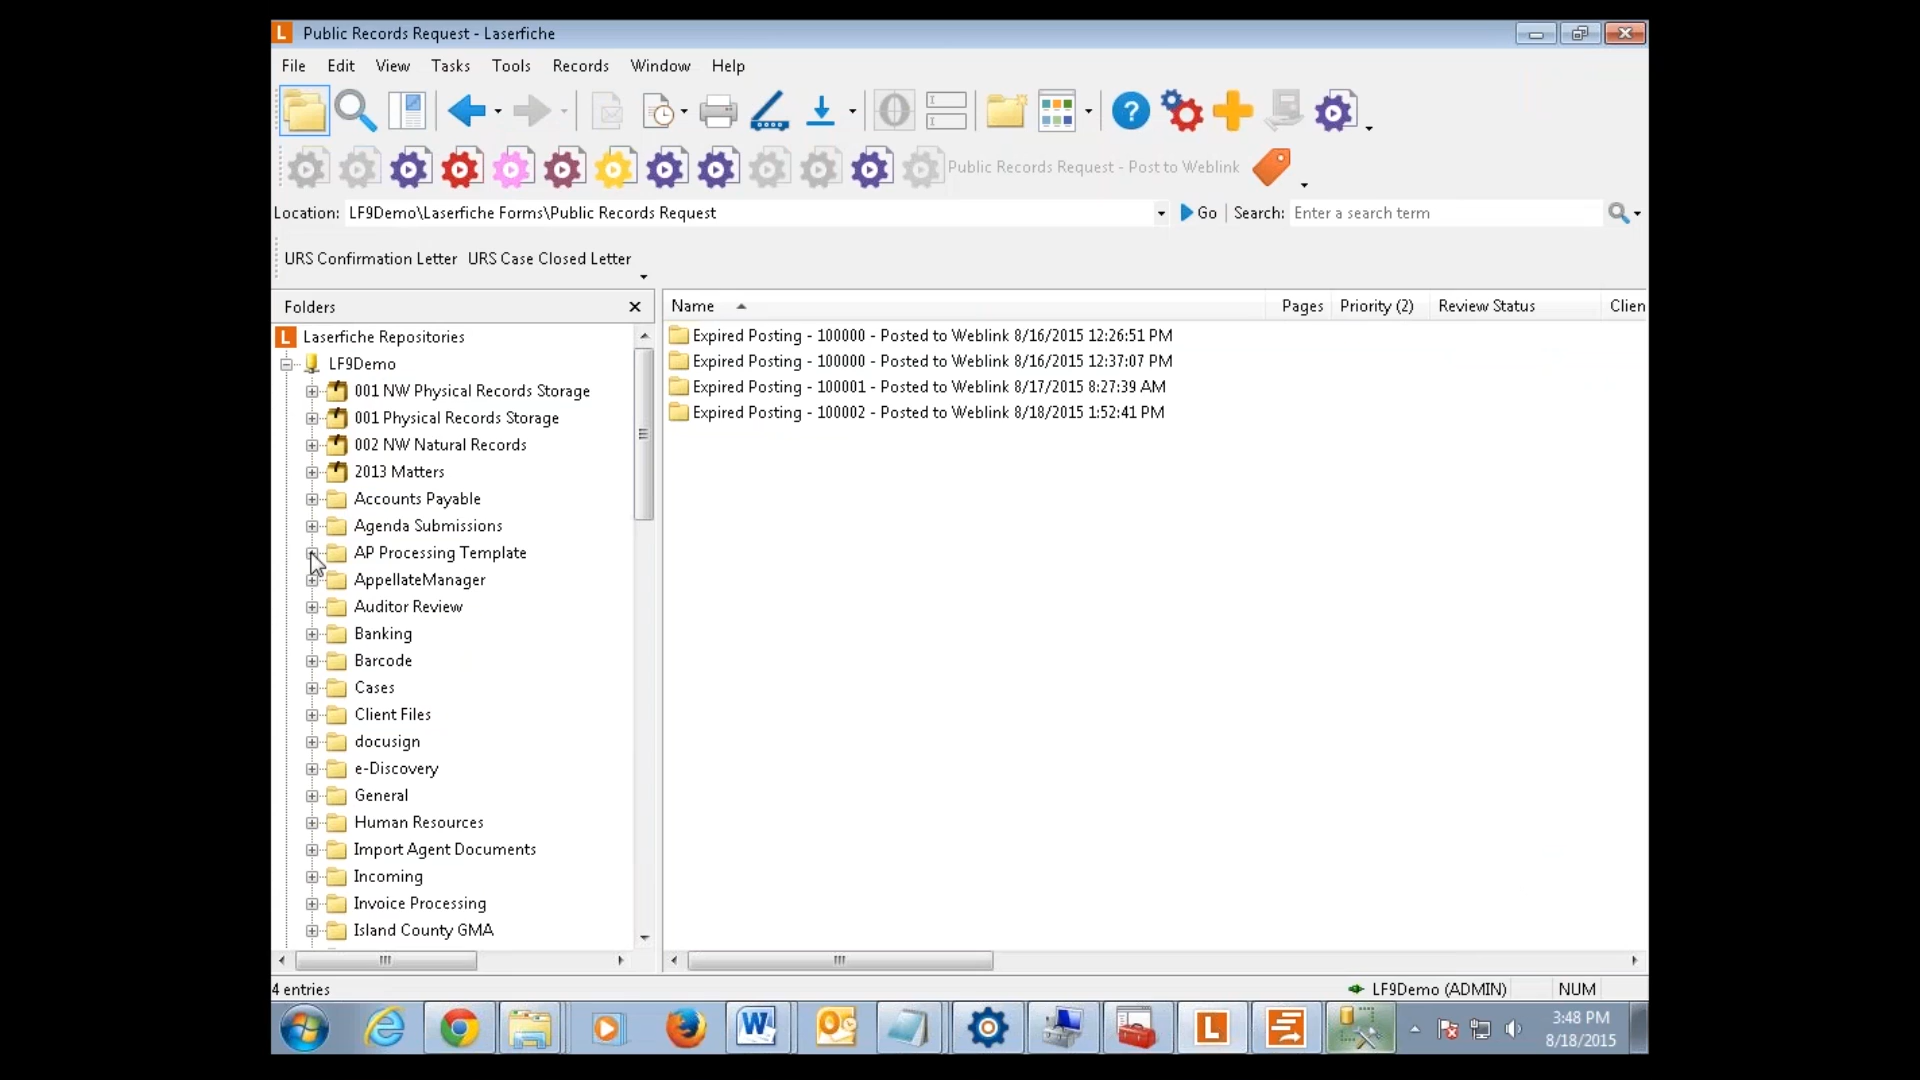 Public Records Request - Laserfiche
File Edit View Tasks Tools Records Window Help
Public Records Request - Post to Weblink
Location: LF9Demo\Laserfiche Forms\Public Records Request Go Search: Enter a search term
URS Confirmation Letter URS Case Closed Letter
Folders
Laserfiche Repositories
LF9Demo
001 NW Physical Records Storage
001 Physical Records Storage
002 NW Natural Records
2013 Matters
Accounts Payable
Agenda Submissions
AP Processing Template
AppellateManager
Auditor Review
Banking
Barcode
Cases
Client Files
docusign
e-Discovery
General
Human Resources
Import Agent Documents
Incoming
Invoice Processing
Island County GMA
Name Pages Priority (2) Review Status Clien
Expired Posting - 100000 - Posted to Weblink 8/16/2015 12:26:51 PM
Expired Posting - 100000 - Posted to Weblink 8/16/2015 12:37:07 PM
Expired Posting - 100001 - Posted to Weblink 8/17/2015 8:27:39 AM
Expired Posting - 100002 - Posted to Weblink 8/18/2015 1:52:41 PM
4 entries LF9Demo (ADMIN) NUM
3:48 PM
8/18/2015